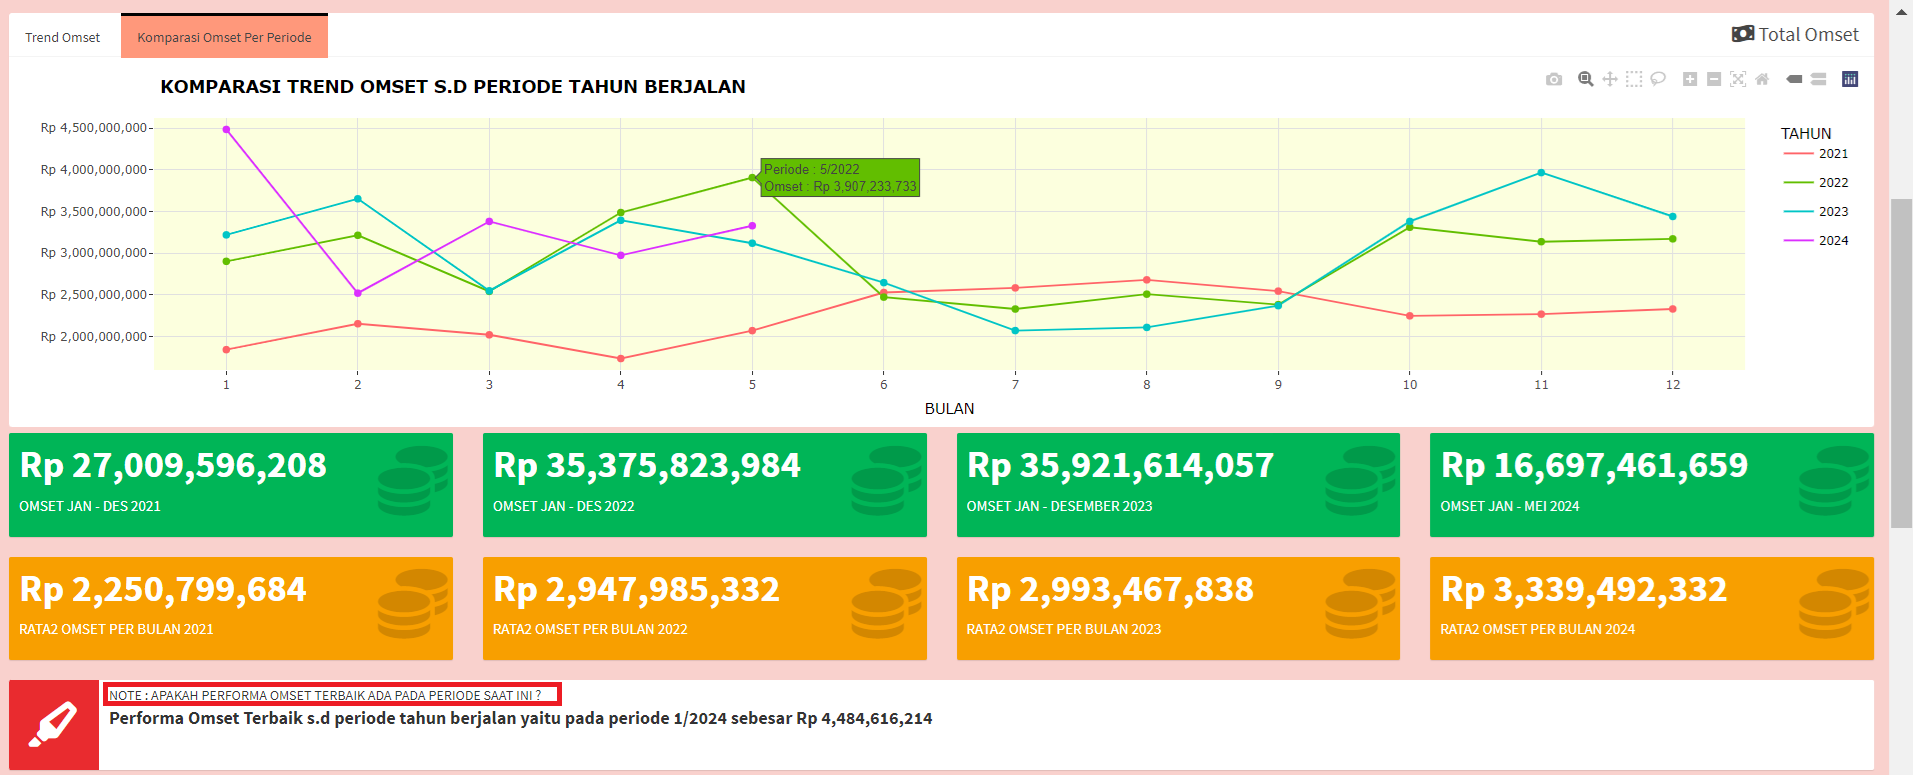 Trend Omset
Komparasi Omset Per Periode
Total Omset
KOMPARASI TREND OMSET S.D PERIODE TAHUN BERJALAN
Rp 4,500,000,000
Rp 4,000,000,000
Rp 3,500,000,000
Rp 3,000,000,000
Rp 2,500,000,000
Rp 2,000,000,000
Periode : 5/2022
Omset : Rp 3,907,233,733
TAHUN
2021
2022
2023
2024
1 2 3 4 5 6 7 8 9 10 11 12
BULAN
Rp 27,009,596,208
OMSET JAN - DES 2021
Rp 35,375,823,984
OMSET JAN - DES 2022
Rp 35,921,614,057
OMSET JAN - DESEMBER 2023
Rp 16,697,461,659
OMSET JAN - MEI 2024
Rp 2,250,799,684
RATA2 OMSET PER BULAN 2021
Rp 2,947,985,332
RATA2 OMSET PER BULAN 2022
Rp 2,993,467,838
RATA2 OMSET PER BULAN 2023
Rp 3,339,492,332
RATA2 OMSET PER BULAN 2024
NOTE : APAKAH PERFORMA OMSET TERBAIK ADA PADA PERIODE SAAT INI ?
Performa Omset Terbaik s.d periode tahun berjalan yaitu pada periode 1/2024 sebesar Rp 4,484,616,214